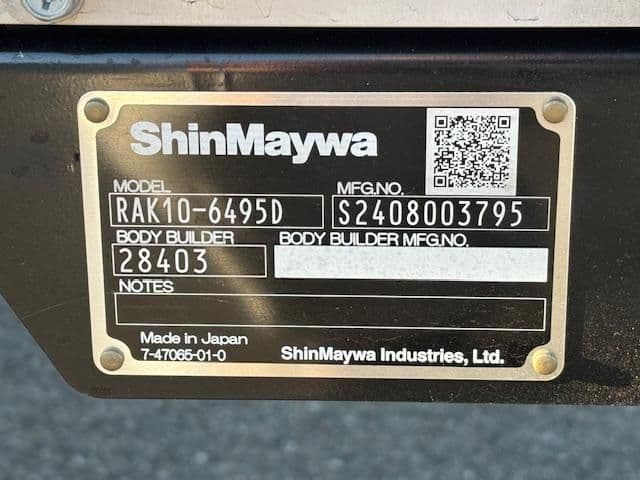 ShinMaywa
MODEL MFG.NO.
RAK10-6495D S2408003795
BODY BUILDER BODY BUILDER MFG.NO.
28403
NOTES
Made in Japan
7-47065-01-0 ShinMaywa Industries, Ltd.